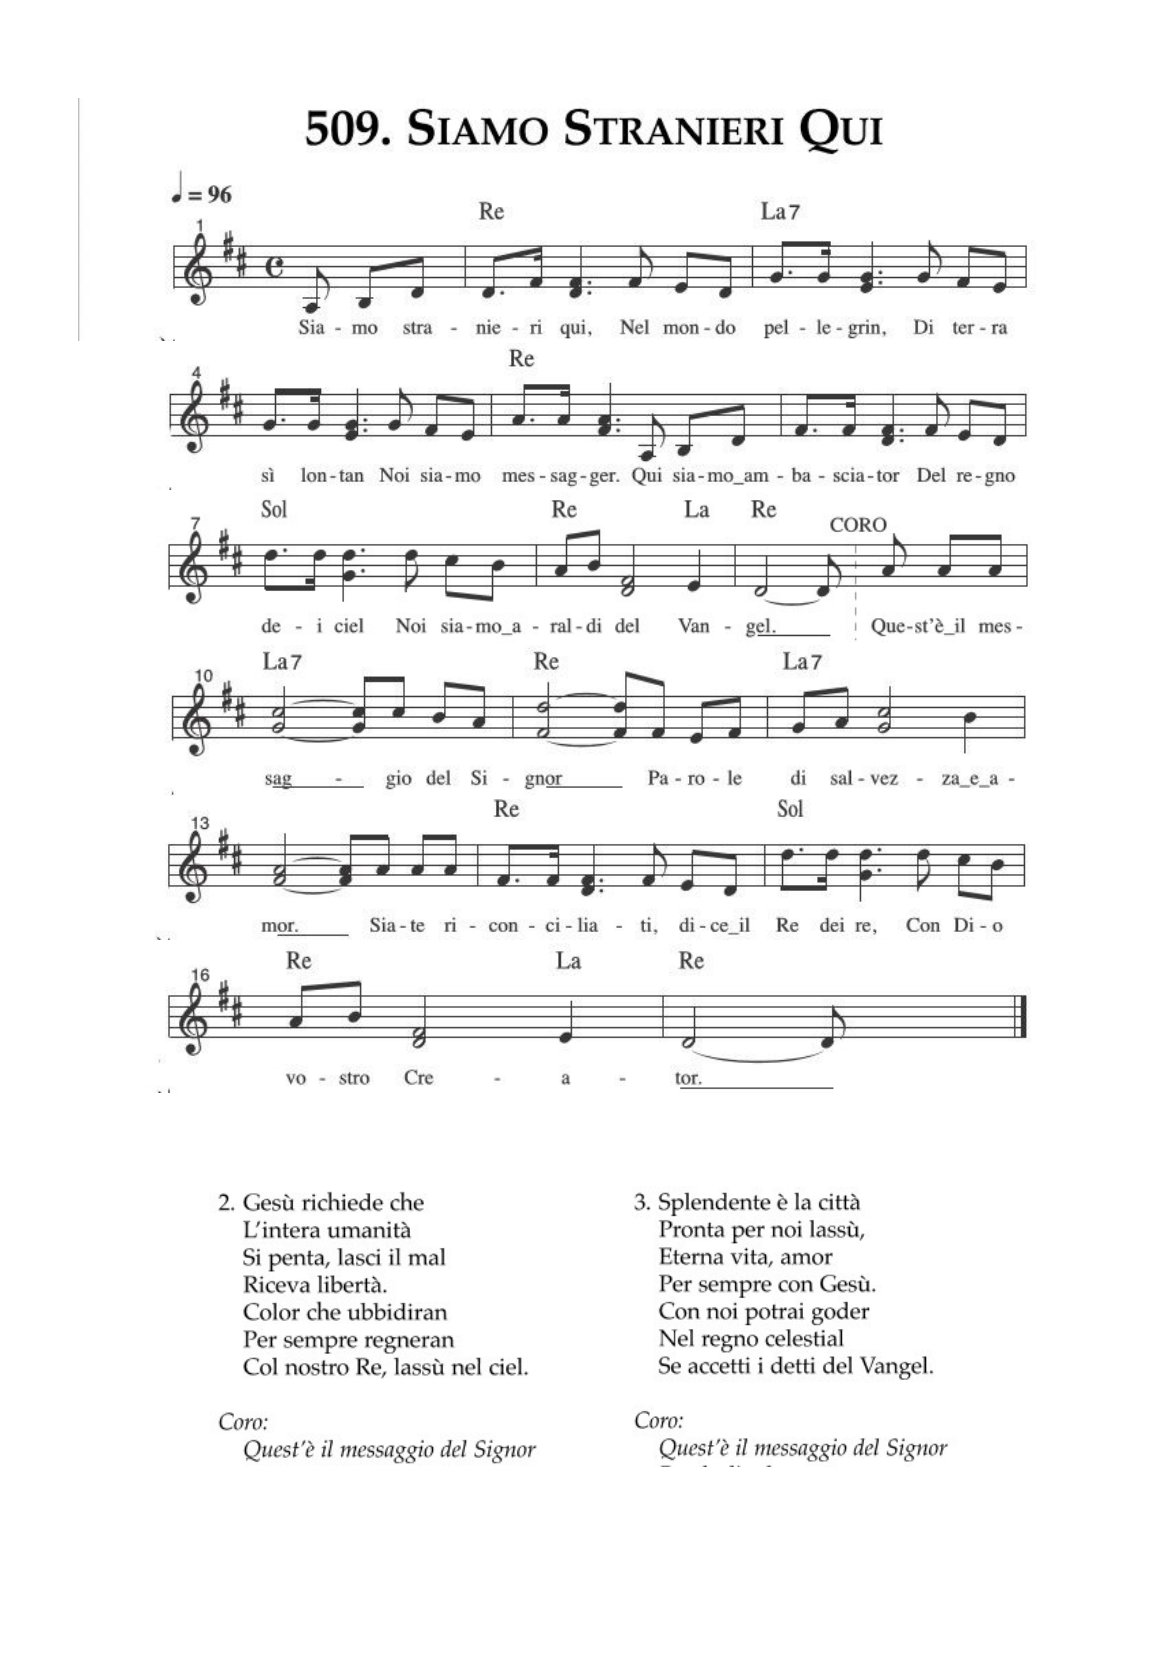 509. Siamo Stranieri Qui
♩ = 96
Re La7
1
Sia - mo stra - nie - ri qui, Nel mon - do pel - le - grin, Di ter - ra
Re
4
sì lon - tan Noi sia - mo mes - sag - ger. Qui sia - mo_am - ba - scia - tor Del re - gno
Sol Re La Re
CORO
7
de - i ciel Noi sia - mo_a - ral - di del Van - gel. Que - st'è_il mes -
La7 Re La7
10
sag - gio del Si - gnor Pa - ro - le di sal - vez - za_e_a -
Re Sol
13
mor. Sia - te ri - con - ci - lia - ti, di - ce_il Re dei re, Con Di - o
Re La Re
16
vo - stro Cre - a - tor.
2. Gesù richiede che
L'intera umanità
Si penta, lasci il mal
Riceva libertà.
Color che ubbidiran
Per sempre regneran
Col nostro Re, lassù nel ciel.
Coro:
Quest'è il messaggio del Signor
3. Splendente è la città
Pronta per noi lassù,
Eterna vita, amor
Per sempre con Gesù.
Con noi potrai goder
Nel regno celestial
Se accetti i detti del Vangel.
Coro:
Quest'è il messaggio del Signor